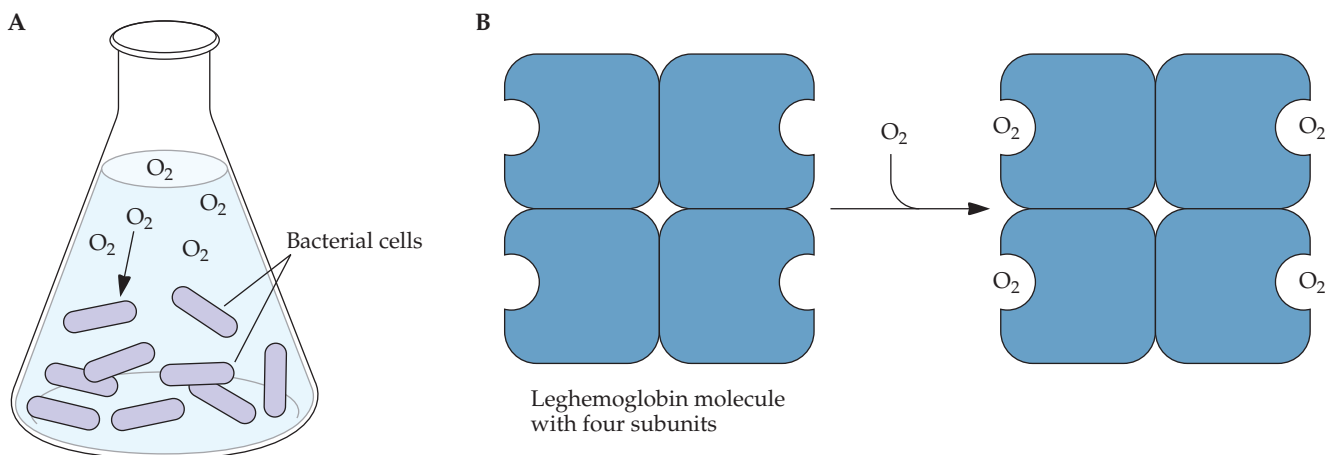 A
O₂
O₂
O₂
O₂
O₂
Bacterial cells
B
O₂
O₂
O₂
O₂
O₂
Leghemoglobin molecule
with four subunits